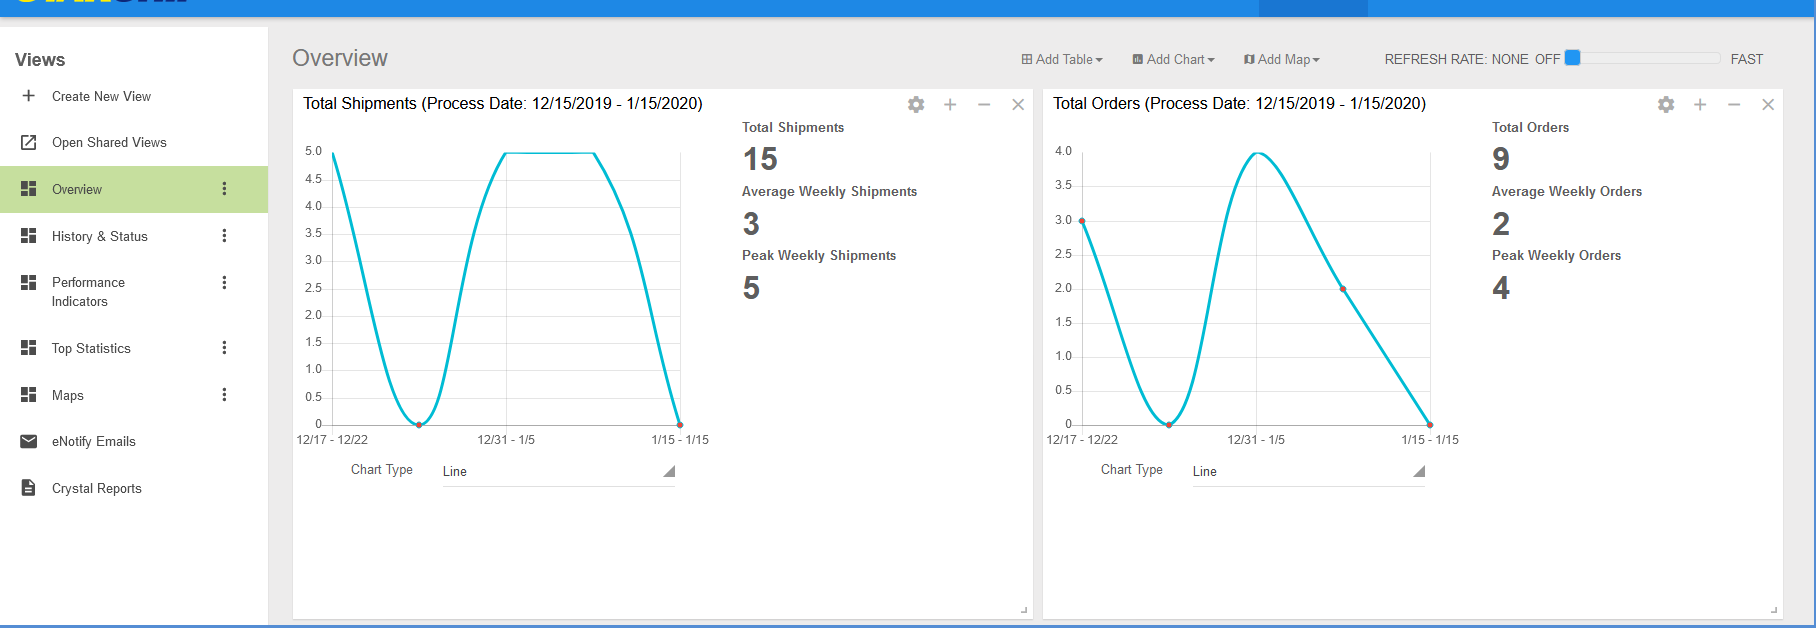 Views
Create New View
Open Shared Views
Overview
History & Status
Performance
Indicators
Top Statistics
Maps
eNotify Emails
Crystal Reports
Overview
Add Table
Add Chart
Add Map
REFRESH RATE: NONE OFF
FAST
Total Shipments (Process Date: 12/15/2019 - 1/15/2020)
5.0
4.5
4.0
3.5
3.0
2.5
2.0
1.5
1.0
0.5
0
12/17 - 12/22
12/31 - 1/5
1/15 - 1/15
Chart Type
Line
Total Shipments
15
Average Weekly Shipments
3
Peak Weekly Shipments
5
Total Orders (Process Date: 12/15/2019 - 1/15/2020)
4.0
3.5
3.0
2.5
2.0
1.5
1.0
0.5
0
12/17 - 12/22
12/31 - 1/5
1/15 - 1/15
Chart Type
Line
Total Orders
9
Average Weekly Orders
2
Peak Weekly Orders
4